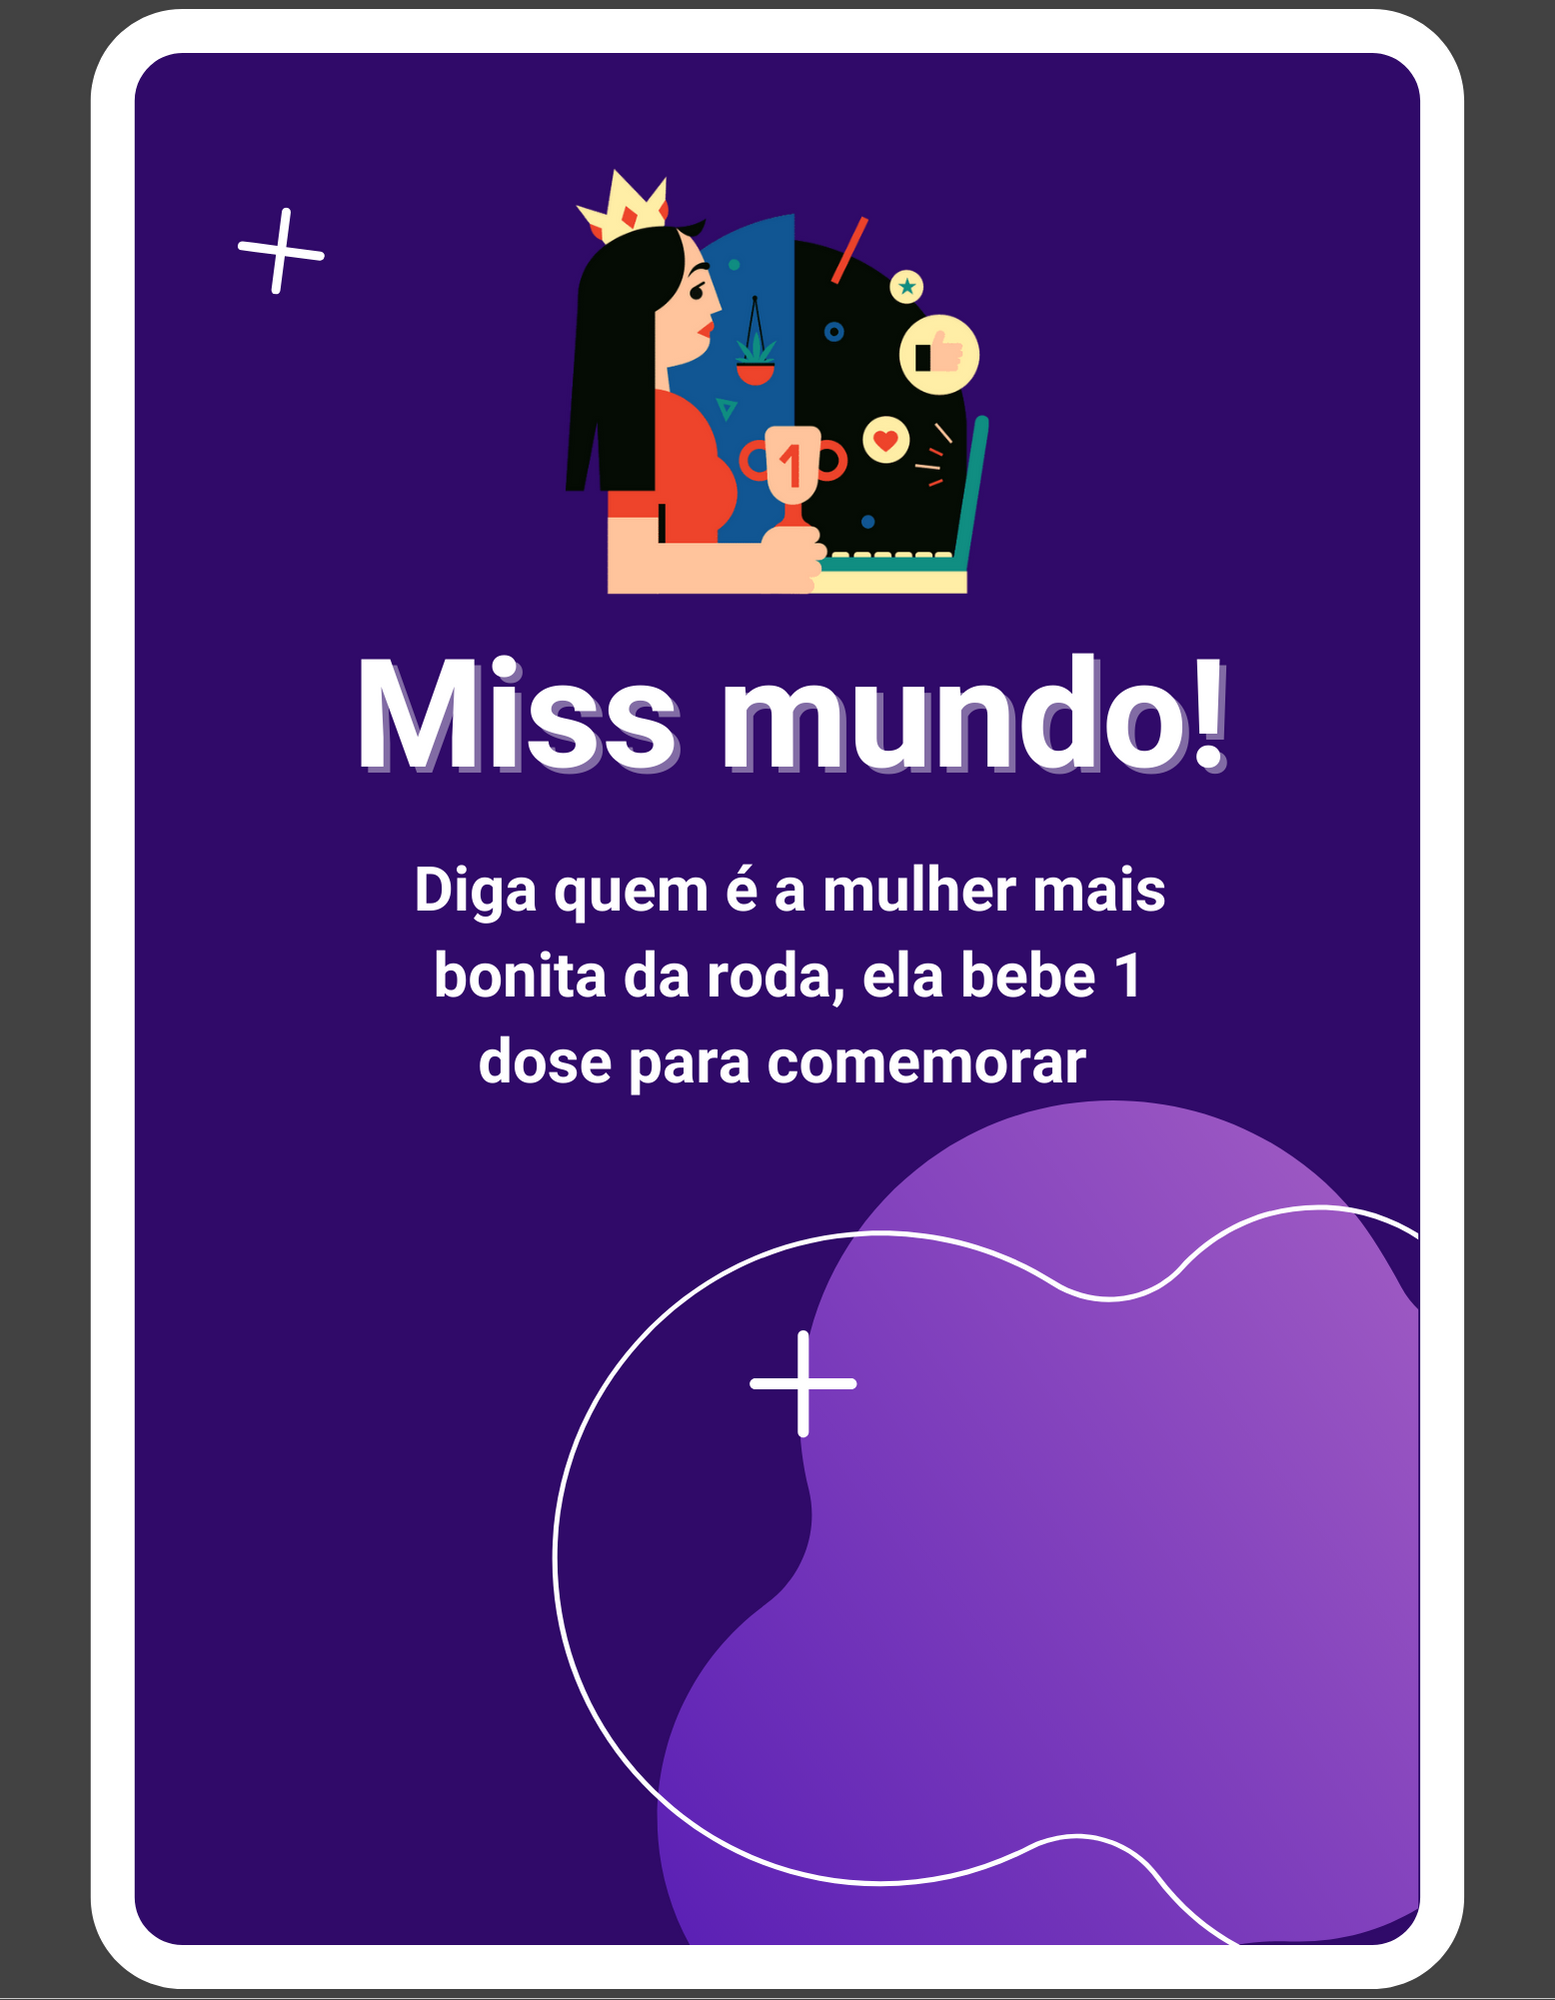 1
Miss mundo!
Diga quem é a mulher mais
bonita da roda, ela bebe 1
dose para comemorar